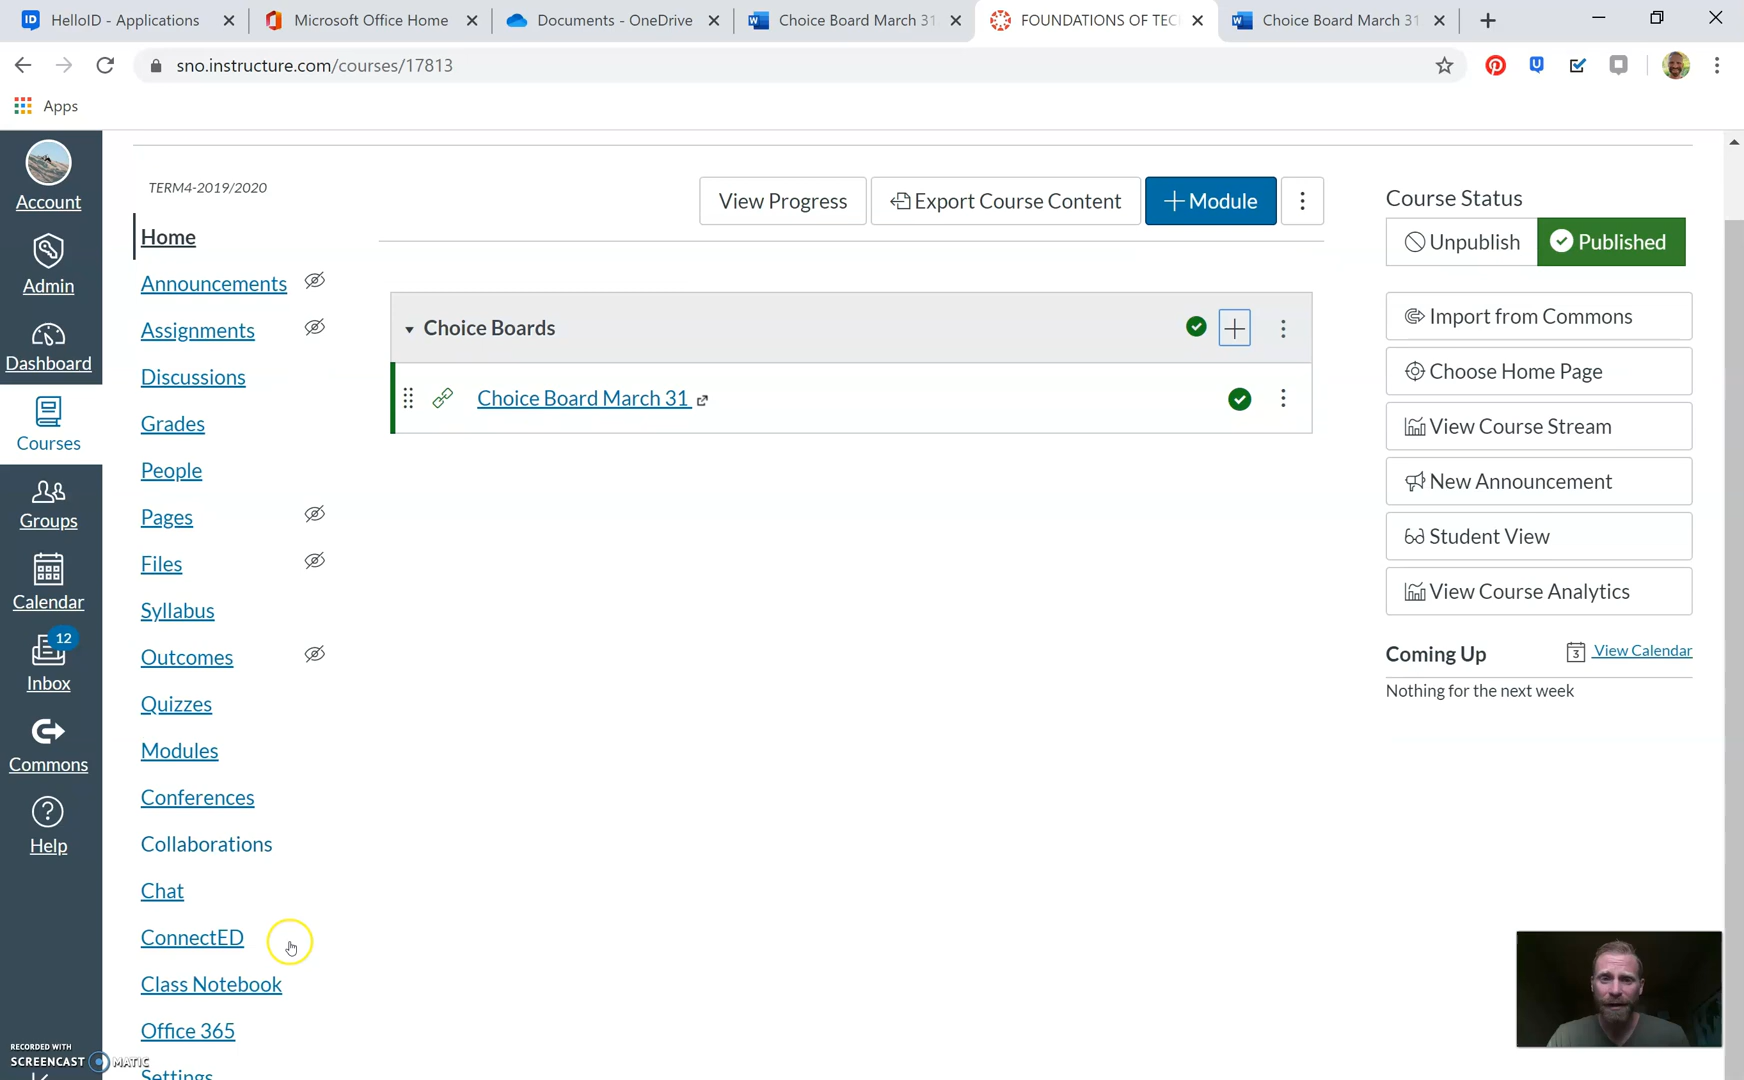 HelloID - Applications
Microsoft Office Home
Documents - OneDrive
Choice Board March 31
FOUNDATIONS OF TEC
Choice Board March 31
sno.instructure.com/courses/17813
Apps
Account
Admin
Dashboard
Courses
Groups
Calendar
12
Inbox
Commons
Help
TERM4-2019/2020
Home
Announcements
Assignments
Discussions
Grades
People
Pages
Files
Syllabus
Outcomes
Quizzes
Modules
Conferences
Collaborations
Chat
ConnectED
Class Notebook
Office 365
Settings
View Progress
Export Course Content
+ Module
Choice Boards
Choice Board March 31
Course Status
Unpublish
Published
Import from Commons
Choose Home Page
View Course Stream
New Announcement
Student View
View Course Analytics
Coming Up
3 View Calendar
Nothing for the next week
RECORDED WITH
SCREENCAST MATIC